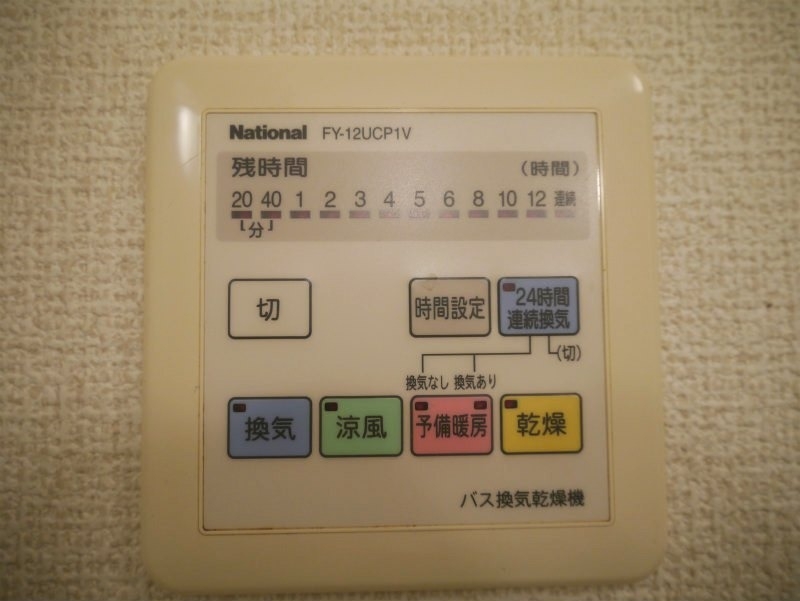 National FY-12UCP1V
残時間 (時間)
20 40 1 2 3 4 5 6 8 10 12 連続
分
切 時間設定 24時間
連続換気
(切)
換気なし 換気あり
換気 涼風 予備暖房 乾燥
バス換気乾燥機